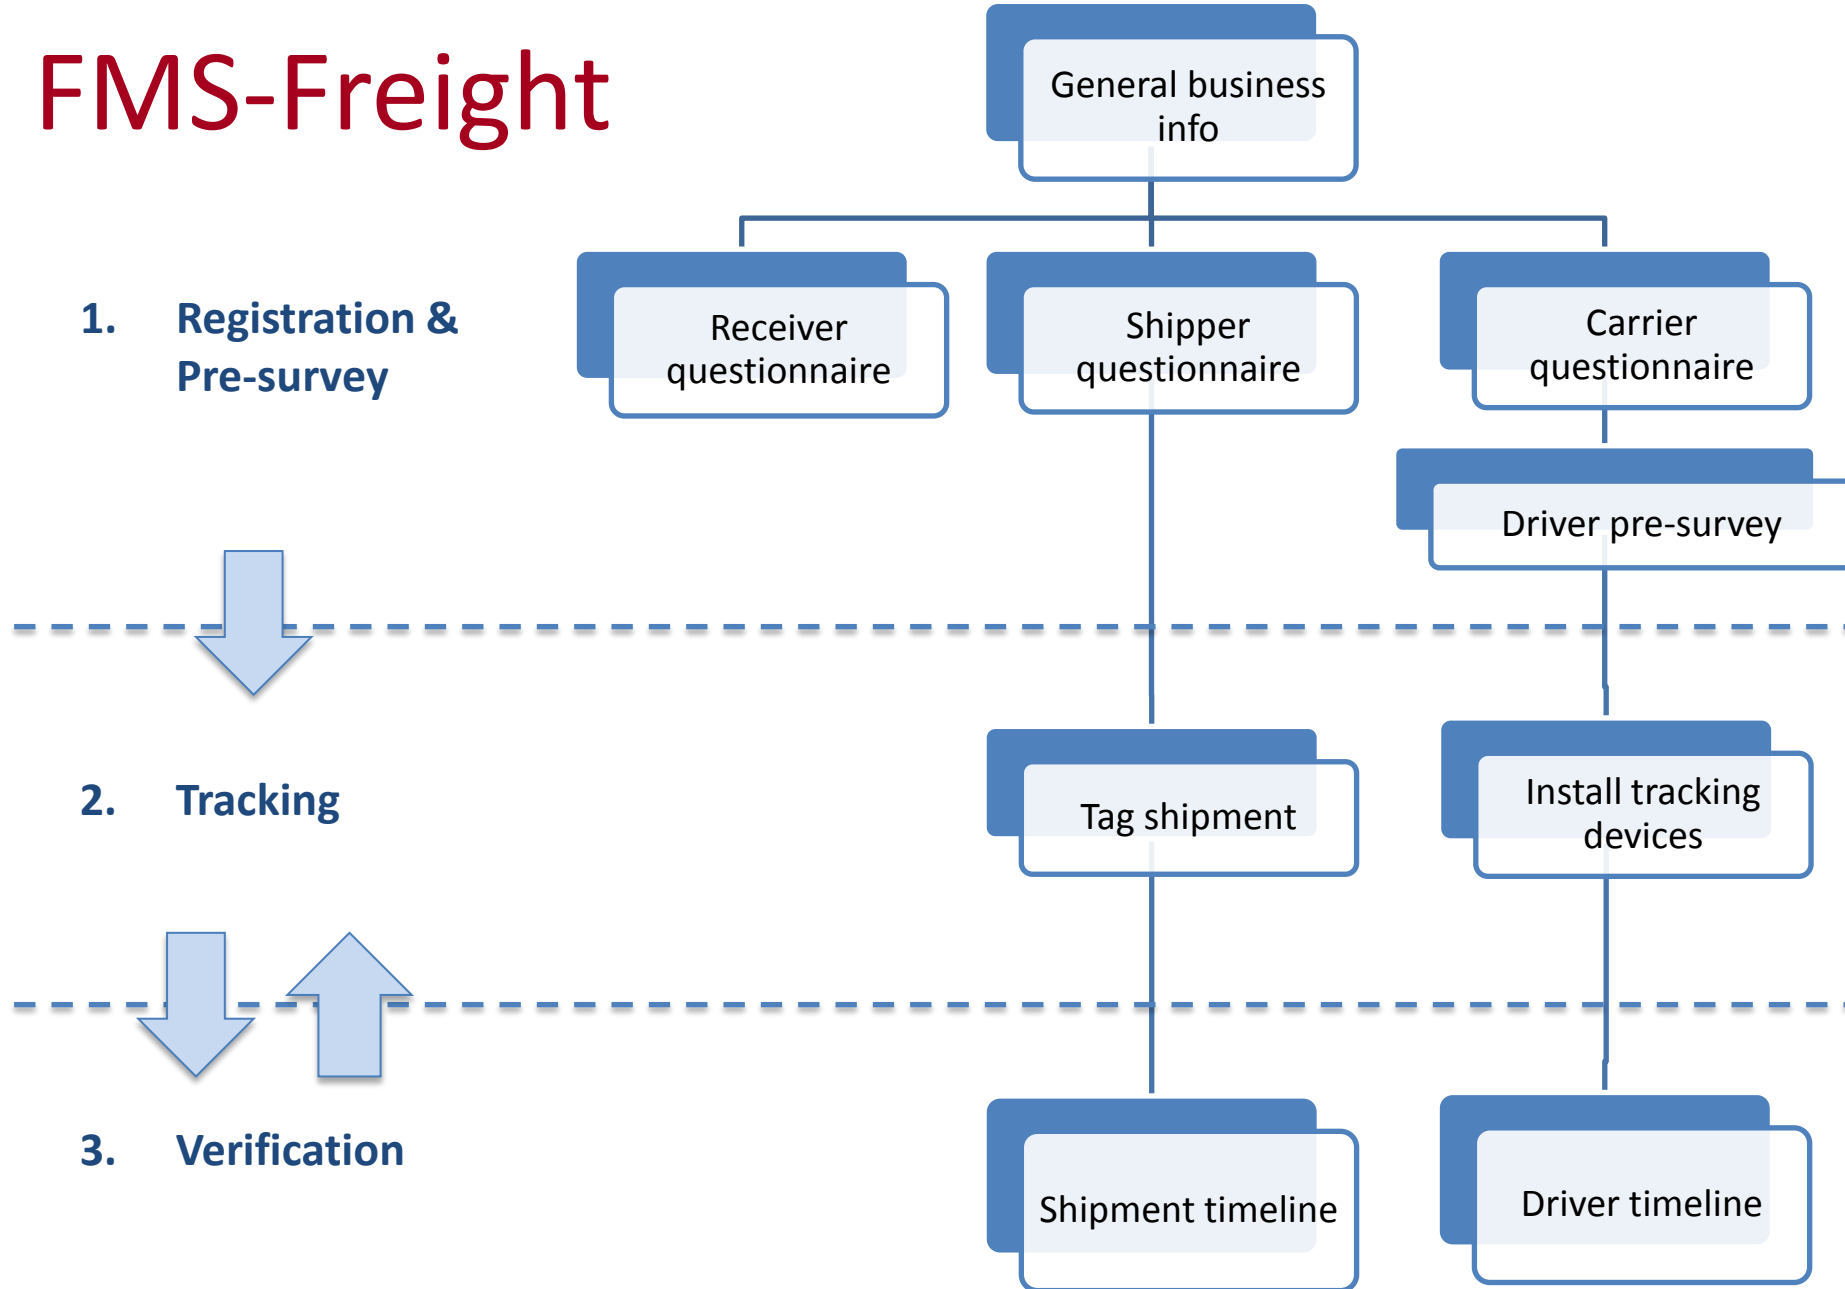 FMS-Freight
General business
info
1. Registration &
Pre-survey
Receiver
questionnaire
Shipper
questionnaire
Carrier
questionnaire
Driver pre-survey
2. Tracking
Tag shipment
Install tracking
devices
3. Verification
Shipment timeline
Driver timeline